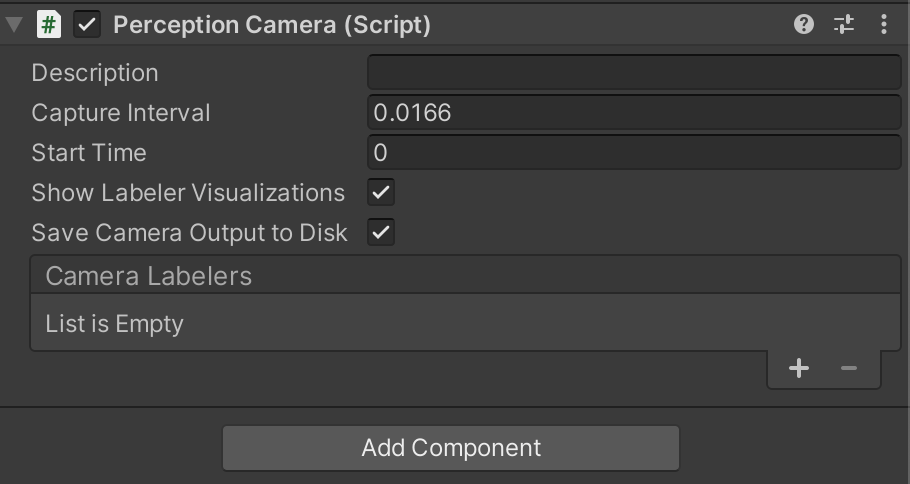 # Perception Camera (Script)
Description
Capture Interval 0.0166
Start Time 0
Show Labeler Visualizations
Save Camera Output to Disk
Camera Labelers
List is Empty
Add Component